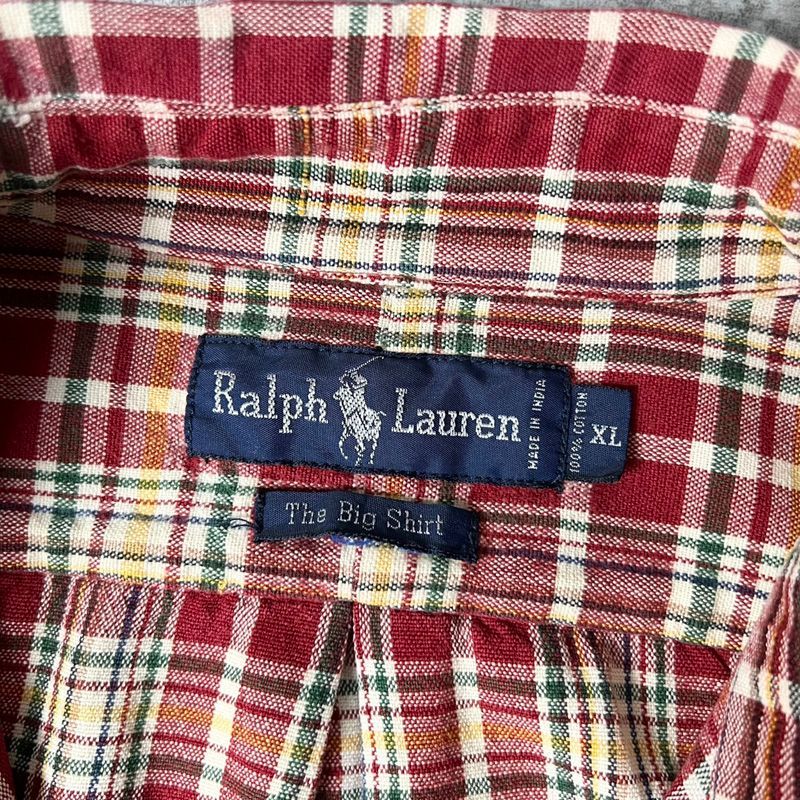 Ralph Lauren
MADE IN INDIA
100% COTTON
XL
The Big Shirt